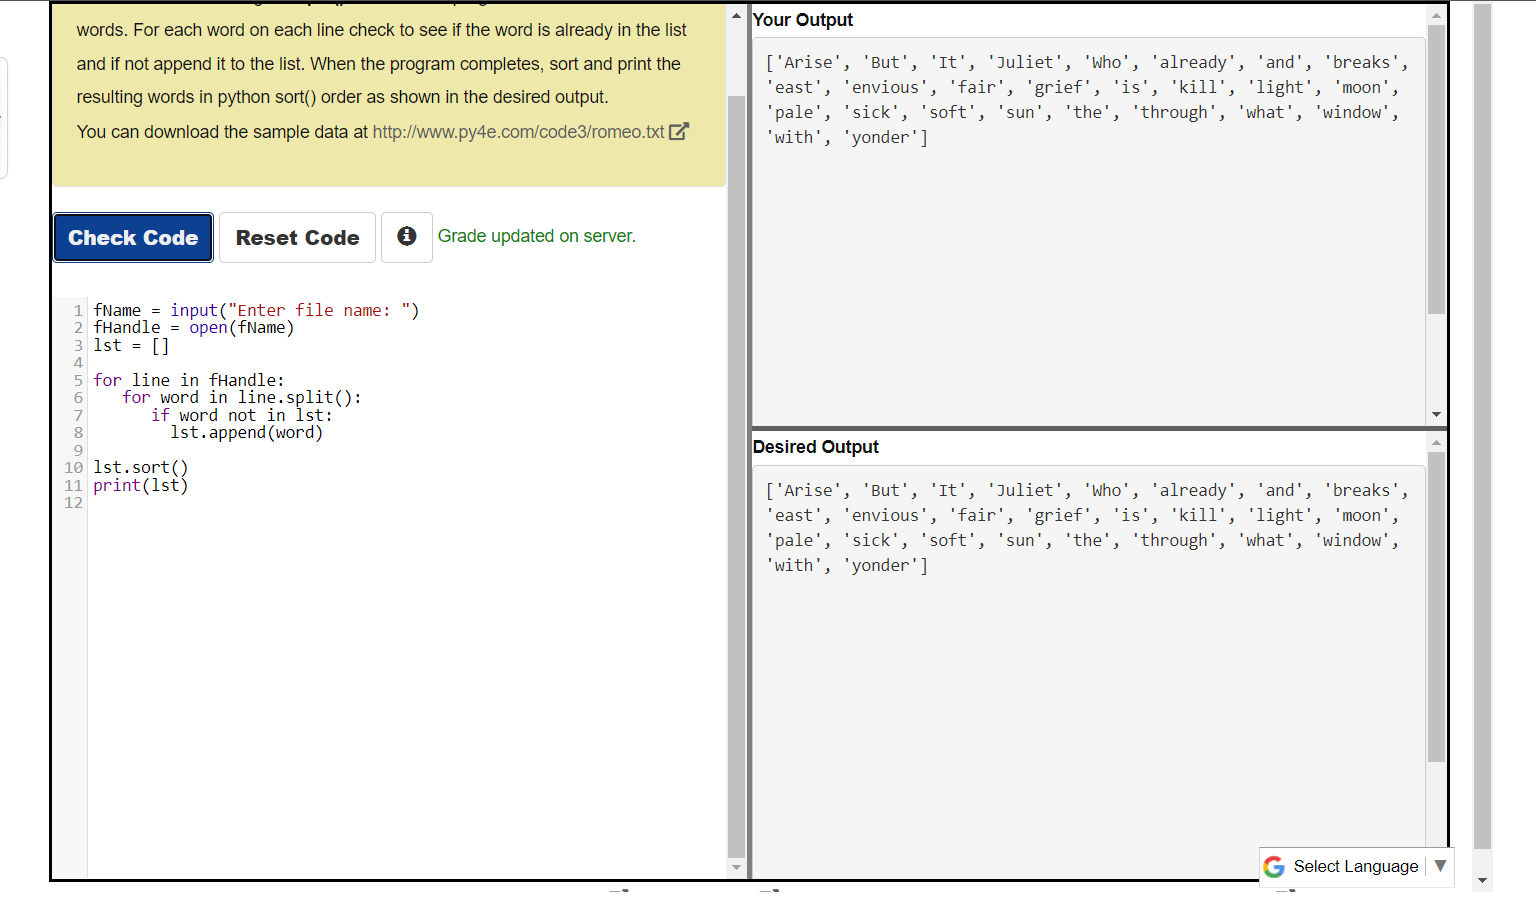 words. For each word on each line check to see if the word is already in the list
and if not append it to the list. When the program completes, sort and print the
resulting words in python sort() order as shown in the desired output.
You can download the sample data at http://www.py4e.com/code3/romeo.txt
Check Code Reset Code Grade updated on server.
1 fName = input("Enter file name: ")
2 fHandle = open(fName)
3 lst = []
4
5 for line in fHandle:
6    for word in line.split():
7       if word not in lst:
8         lst.append(word)
9
10 lst.sort()
11 print(lst)
12
Your Output
['Arise', 'But', 'It', 'Juliet', 'Who', 'already', 'and', 'breaks',
'east', 'envious', 'fair', 'grief', 'is', 'kill', 'light', 'moon',
'pale', 'sick', 'soft', 'sun', 'the', 'through', 'what', 'window',
'with', 'yonder']
Desired Output
['Arise', 'But', 'It', 'Juliet', 'Who', 'already', 'and', 'breaks',
'east', 'envious', 'fair', 'grief', 'is', 'kill', 'light', 'moon',
'pale', 'sick', 'soft', 'sun', 'the', 'through', 'what', 'window',
'with', 'yonder']
Select Language